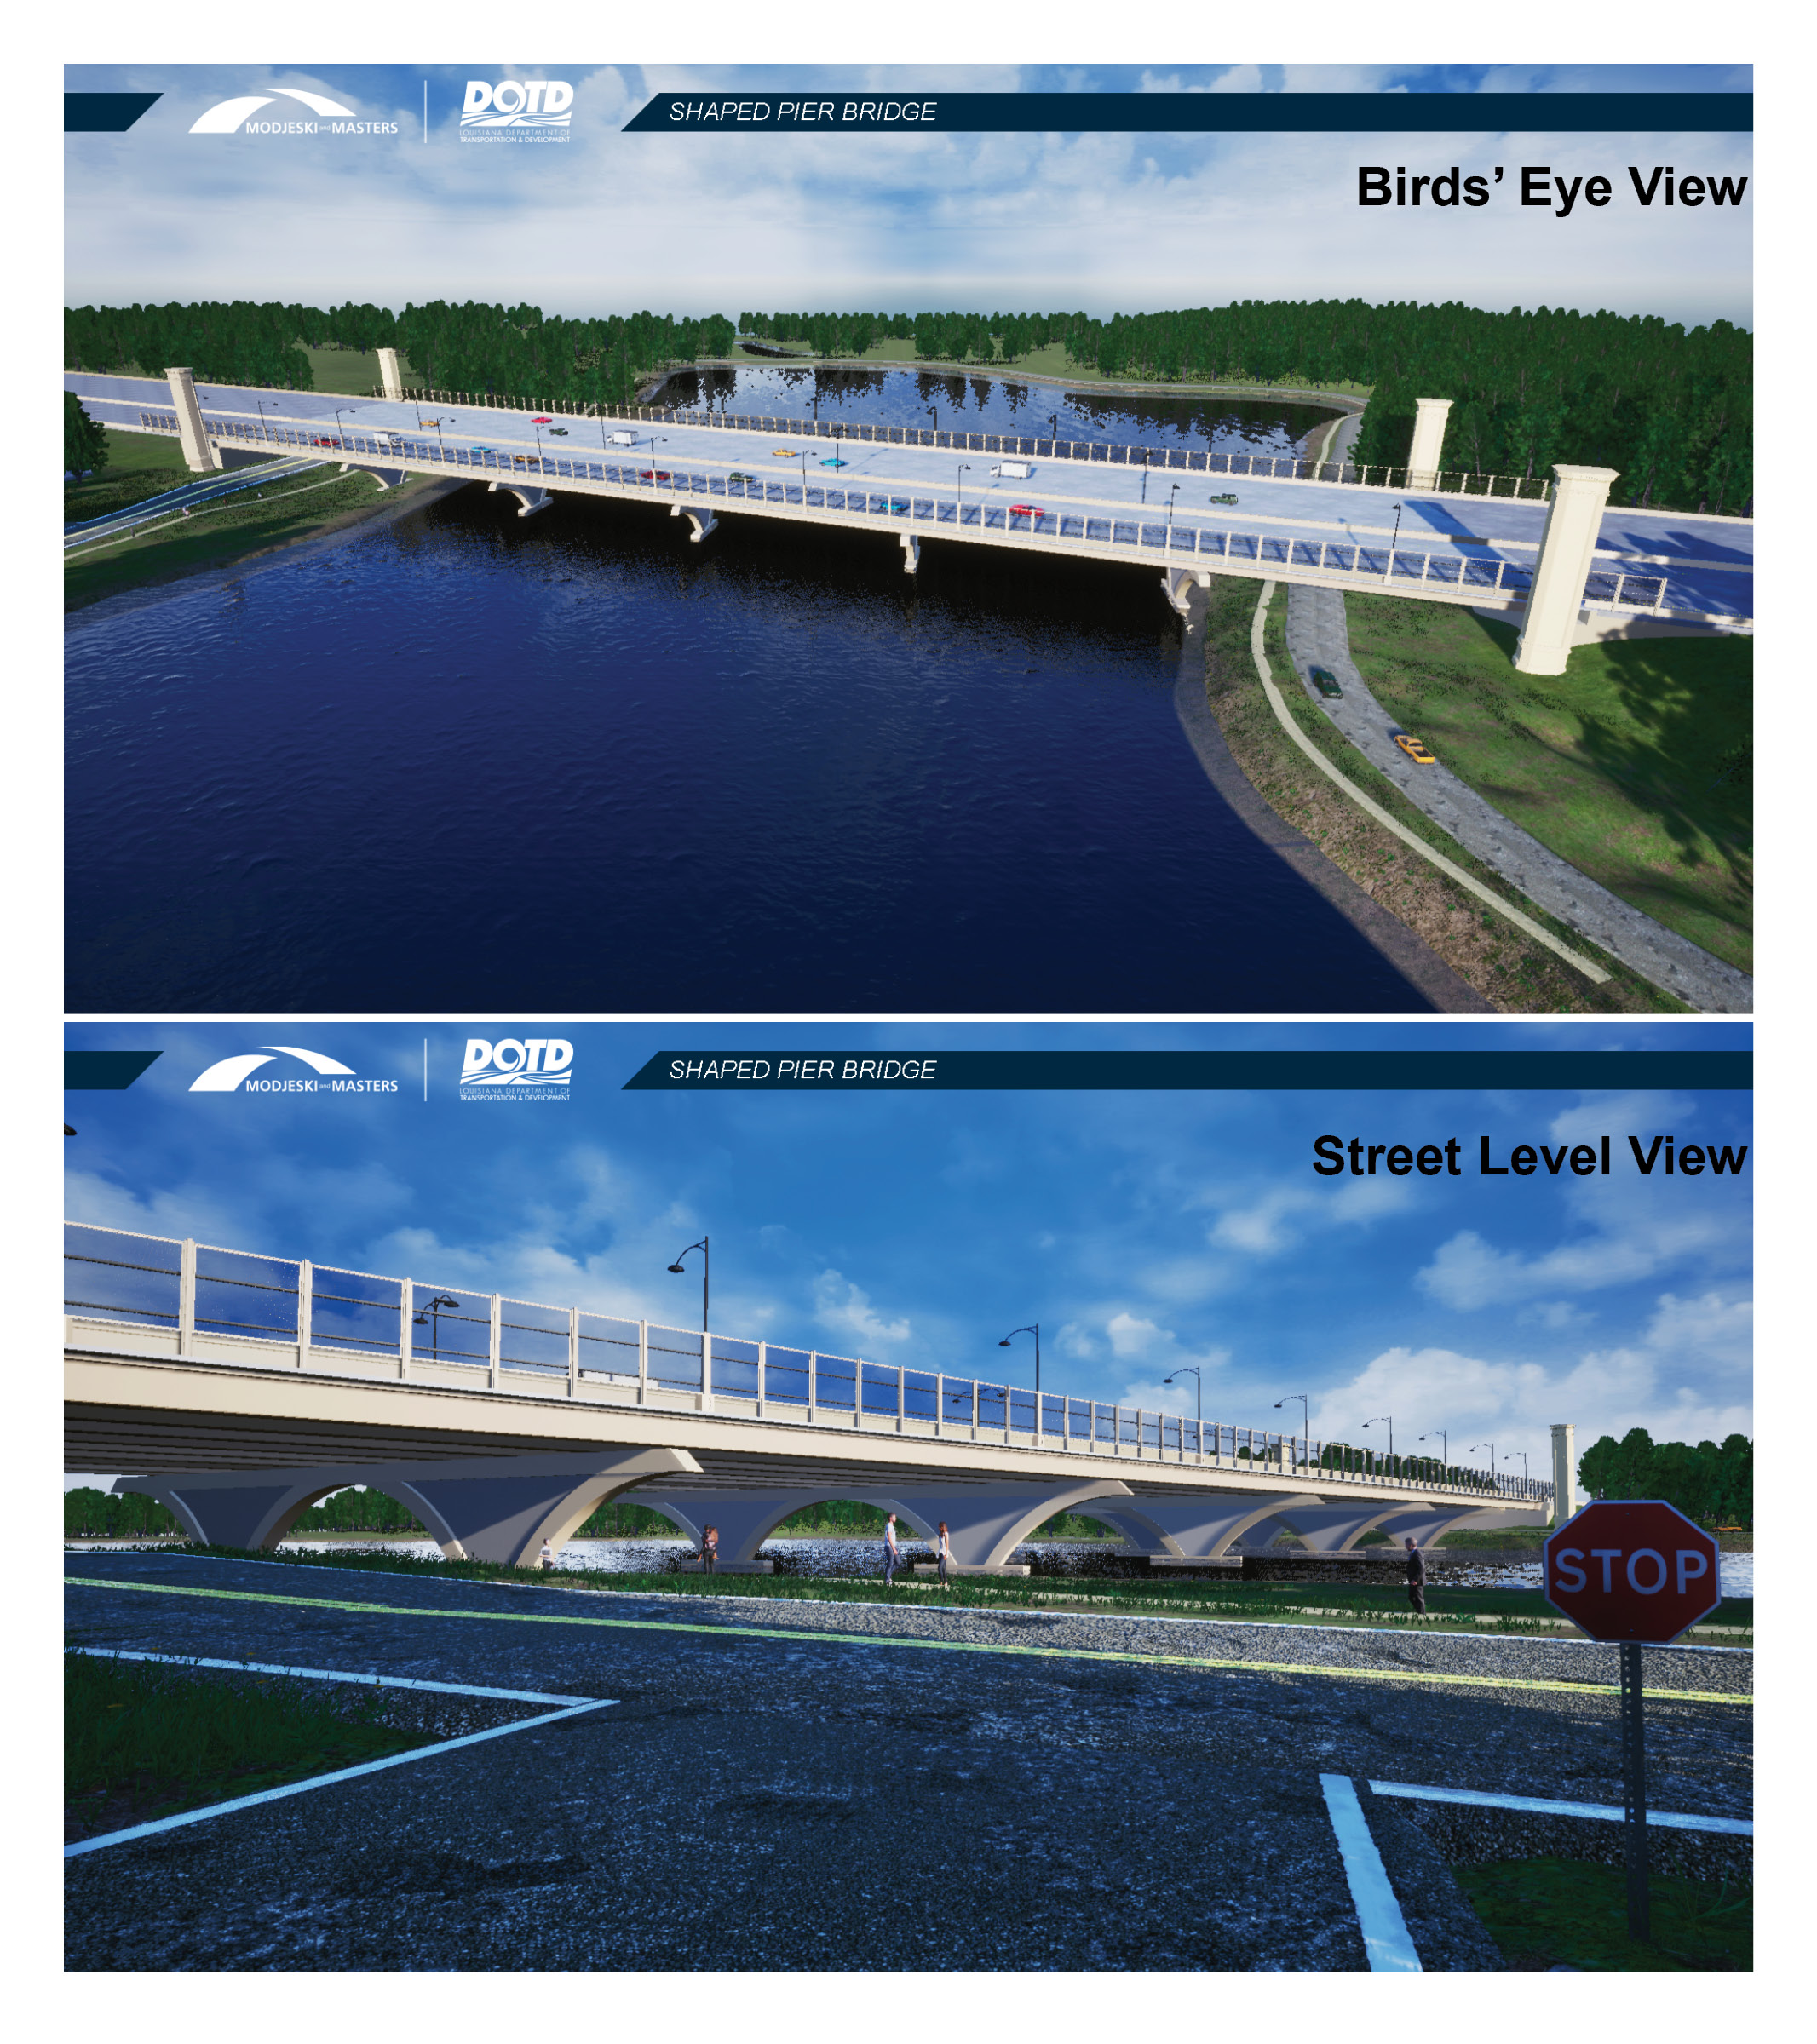 MODJESKI and MASTERS
DOTD
LOUISIANA DEPARTMENT OF
TRANSPORTATION & DEVELOPMENT
SHAPED PIER BRIDGE
Birds’ Eye View
MODJESKI and MASTERS
DOTD
LOUISIANA DEPARTMENT OF
TRANSPORTATION & DEVELOPMENT
SHAPED PIER BRIDGE
Street Level View
STOP